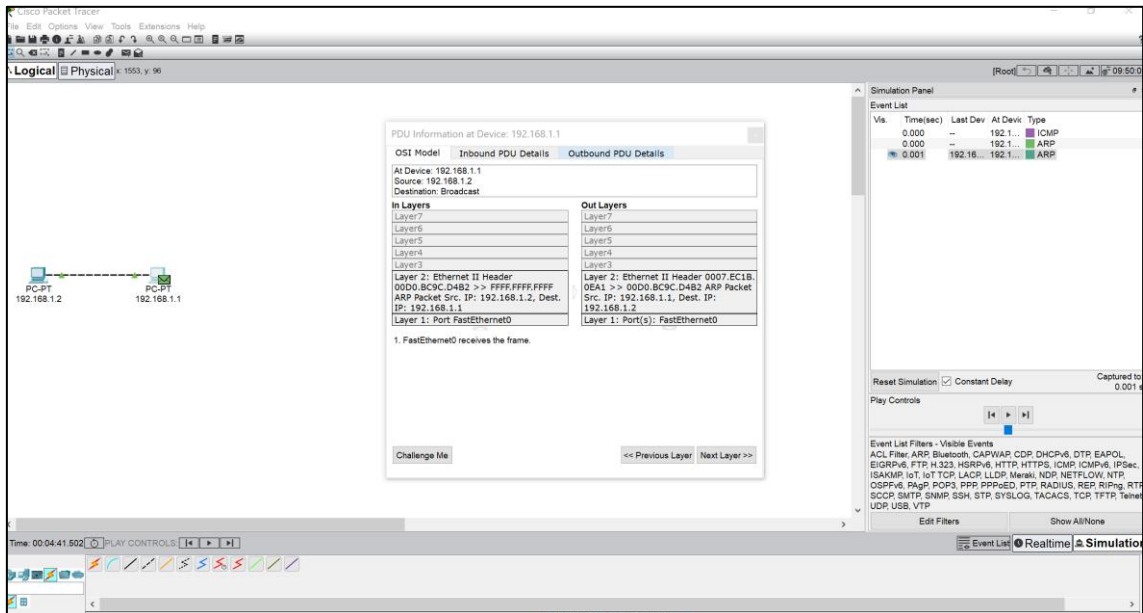 Cisco Packet Tracer
File Edit Options View Tools Extensions Help
Logical Physical x: 1553, y: 96
[Root] 09:50:0
Simulation Panel
Event List
Vis. Time(sec) Last Dev At Devic Type
0.000 -- 192.1... ICMP
0.000 -- 192.1... ARP
0.001 192.16... 192.1... ARP
PDU Information at Device: 192.168.1.1
OSI Model Inbound PDU Details Outbound PDU Details
At Device: 192.168.1.1
Source: 192.168.1.2
Destination: Broadcast
In Layers
Layer7
Layer6
Layer5
Layer4
Layer3
Layer 2: Ethernet II Header
00D0.BC9C.D4B2 >> FFFF.FFFF.FFFF
ARP Packet Src. IP: 192.168.1.2, Dest.
IP: 192.168.1.1
Layer 1: Port FastEthernet0
Out Layers
Layer7
Layer6
Layer5
Layer4
Layer3
Layer 2: Ethernet II Header 0007.EC1B.
0EA1 >> 00D0.BC9C.D4B2 ARP Packet
Src. IP: 192.168.1.1, Dest. IP:
192.168.1.2
Layer 1: Port(s): FastEthernet0
1. FastEthernet0 receives the frame.
Challenge Me << Previous Layer Next Layer >>
PC-PT
192.168.1.2
PC-PT
192.168.1.1
Reset Simulation Constant Delay Captured to
0.001 s
Play Controls
Event List Filters - Visible Events
ACL Filter, ARP, Bluetooth, CAPWAP, CDP, DHCPv6, DTP, EAPOL,
EIGRPv6, FTP, H.323, HSRPv6, HTTP, HTTPS, ICMP, ICMPv6, IPSec,
ISAKMP, IoT, IoT TCP, LACP, LLDP, Meraki, NDP, NETFLOW, NTP,
OSPFv6, PAgP, POP3, PPP, PPPoED, PTP, RADIUS, REP, RIPng, RTP
SCCP, SMTP, SNMP, SSH, STP, SYSLOG, TACACS, TCP, TFTP, Telnet
UDP, USB, VTP
Edit Filters Show All/None
Time: 00:04:41.502 PLAY CONTROLS:
Event List Realtime Simulation